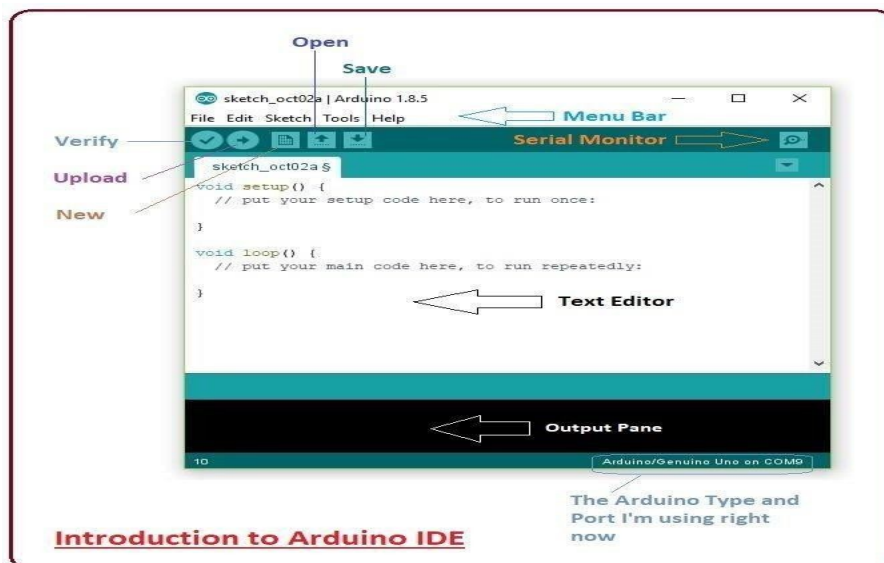 Open
Save
sketch_oct02a | Arduino 1.8.5
File Edit Sketch Tools Help
Menu Bar
Verify
Serial Monitor
Upload
sketch_oct02a §
New
void setup() {
// put your setup code here, to run once:
}
void loop() {
// put your main code here, to run repeatedly:
}
Text Editor
Output Pane
10
Arduino/Genuino Uno on COM9
The Arduino Type and
Port I'm using right
now
Introduction to Arduino IDE